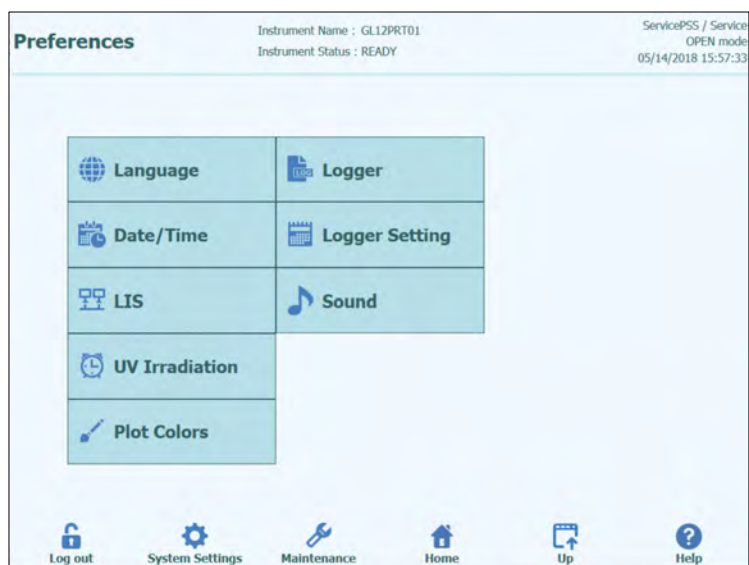 Preferences
Instrument Name : GL12PRT01
Instrument Status : READY
ServicePSS / Service
OPEN mode
05/14/2018 15:57:33
Language
LOG
Logger
Date/Time
Logger Setting
LIS
Sound
UV Irradiation
Plot Colors
Log out
System Settings
Maintenance
Home
Up
Help